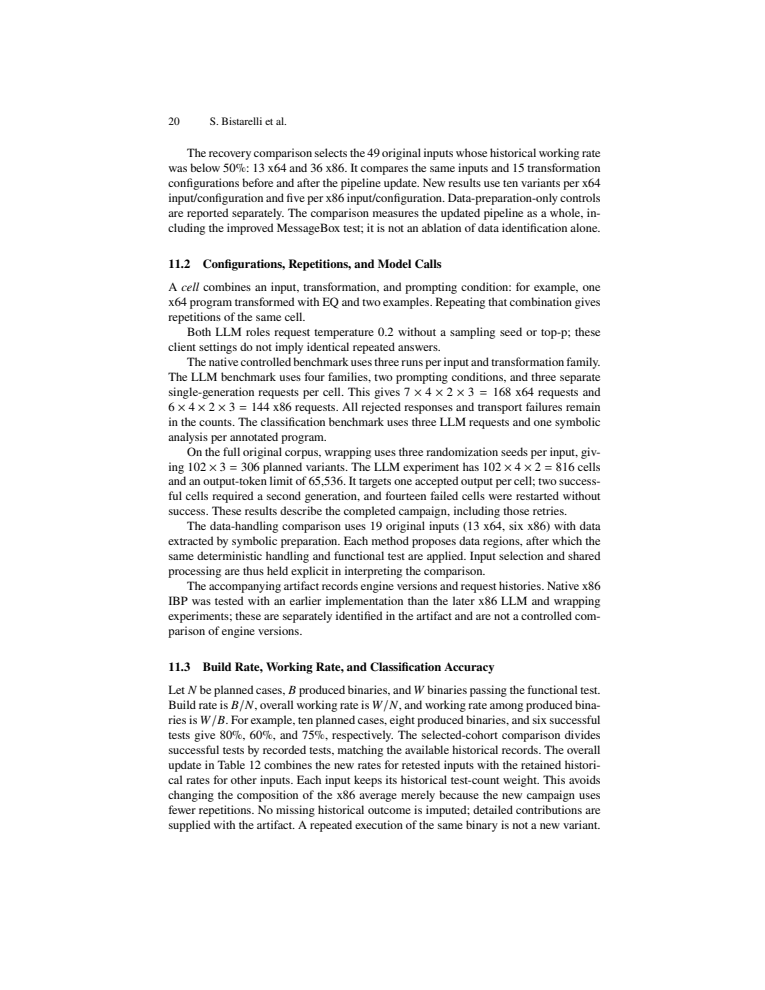 20 S. Bistarelli et al.
The recovery comparison selects the 49 original inputs whose historical working rate
was below 50%: 13 x64 and 36 x86. It compares the same inputs and 15 transformation
configurations before and after the pipeline update. New results use ten variants per x64
input/configuration and five per x86 input/configuration. Data-preparation-only controls
are reported separately. The comparison measures the updated pipeline as a whole, in-
cluding the improved MessageBox test; it is not an ablation of data identification alone.
11.2 Configurations, Repetitions, and Model Calls
A cell combines an input, transformation, and prompting condition: for example, one
x64 program transformed with EQ and two examples. Repeating that combination gives
repetitions of the same cell.
Both LLM roles request temperature 0.2 without a sampling seed or top-p; these
client settings do not imply identical repeated answers.
The native controlled benchmark uses three runs per input and transformation family.
The LLM benchmark uses four families, two prompting conditions, and three separate
single-generation requests per cell. This gives 7 × 4 × 2 × 3 = 168 x64 requests and
6 × 4 × 2 × 3 = 144 x86 requests. All rejected responses and transport failures remain
in the counts. The classification benchmark uses three LLM requests and one symbolic
analysis per annotated program.
On the full original corpus, wrapping uses three randomization seeds per input, giv-
ing 102 × 3 = 306 planned variants. The LLM experiment has 102 × 4 × 2 = 816 cells
and an output-token limit of 65,536. It targets one accepted output per cell; two success-
ful cells required a second generation, and fourteen failed cells were restarted without
success. These results describe the completed campaign, including those retries.
The data-handling comparison uses 19 original inputs (13 x64, six x86) with data
extracted by symbolic preparation. Each method proposes data regions, after which the
same deterministic handling and functional test are applied. Input selection and shared
processing are thus held explicit in interpreting the comparison.
The accompanying artifact records engine versions and request histories. Native x86
IBP was tested with an earlier implementation than the later x86 LLM and wrapping
experiments; these are separately identified in the artifact and are not a controlled com-
parison of engine versions.
11.3 Build Rate, Working Rate, and Classification Accuracy
Let N be planned cases, B produced binaries, and W binaries passing the functional test.
Build rate is B/N, overall working rate is W/N, and working rate among produced bina-
ries is W/B. For example, ten planned cases, eight produced binaries, and six successful
tests give 80%, 60%, and 75%, respectively. The selected-cohort comparison divides
successful tests by recorded tests, matching the available historical records. The overall
update in Table 12 combines the new rates for retested inputs with the retained histori-
cal rates for other inputs. Each input keeps its historical test-count weight. This avoids
changing the composition of the x86 average merely because the new campaign uses
fewer repetitions. No missing historical outcome is imputed; detailed contributions are
supplied with the artifact. A repeated execution of the same binary is not a new variant.